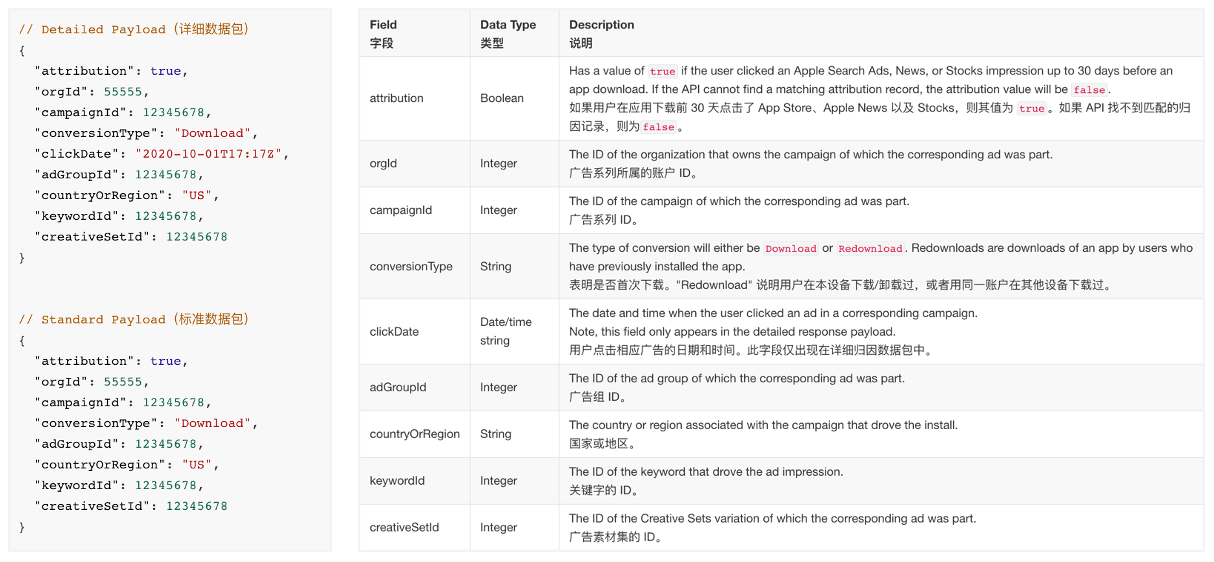 // Detailed Payload（详细数据包）
{
"attribution": true,
"orgId": 55555,
"campaignId": 12345678,
"conversionType": "Download",
"clickDate": "2020-10-01T17:17Z",
"adGroupId": 12345678,
"countryOrRegion": "US",
"keywordId": 12345678,
"creativeSetId": 12345678
}
// Standard Payload（标准数据包）
{
"attribution": true,
"orgId": 55555,
"campaignId": 12345678,
"conversionType": "Download",
"adGroupId": 12345678,
"countryOrRegion": "US",
"keywordId": 12345678,
"creativeSetId": 12345678
}
Field Data Type Description
字段 类型 说明
attribution Boolean
Has a value of true if the user clicked an Apple Search Ads, News, or Stocks impression up to 30 days before an
app download. If the API cannot find a matching attribution record, the attribution value will be false.
如果用户在应用下载前 30 天点击了 App Store、Apple News 以及 Stocks，则其值为 true。如果 API 找不到匹配的归
因记录，则为false。
orgId Integer
The ID of the organization that owns the campaign of which the corresponding ad was part.
广告系列所属的账户 ID。
campaignId Integer
The ID of the campaign of which the corresponding ad was part.
广告系列 ID。
conversionType String
The type of conversion will either be Download or Redownload. Redownloads are downloads of an app by users who
have previously installed the app.
表明是否首次下载。"Redownload" 说明用户在本设备下载/卸载过，或者用同一账户在其他设备下载过。
clickDate Date/time string
The date and time when the user clicked an ad in a corresponding campaign.
Note, this field only appears in the detailed response payload.
用户点击相应广告的日期和时间。此字段仅出现在详细归因数据包中。
adGroupId Integer
The ID of the ad group of which the corresponding ad was part.
广告组 ID。
countryOrRegion String
The country or region associated with the campaign that drove the install.
国家或地区。
keywordId Integer
The ID of the keyword that drove the ad impression.
关键字的 ID。
creativeSetId Integer
The ID of the Creative Sets variation of which the corresponding ad was part.
广告素材集的 ID。